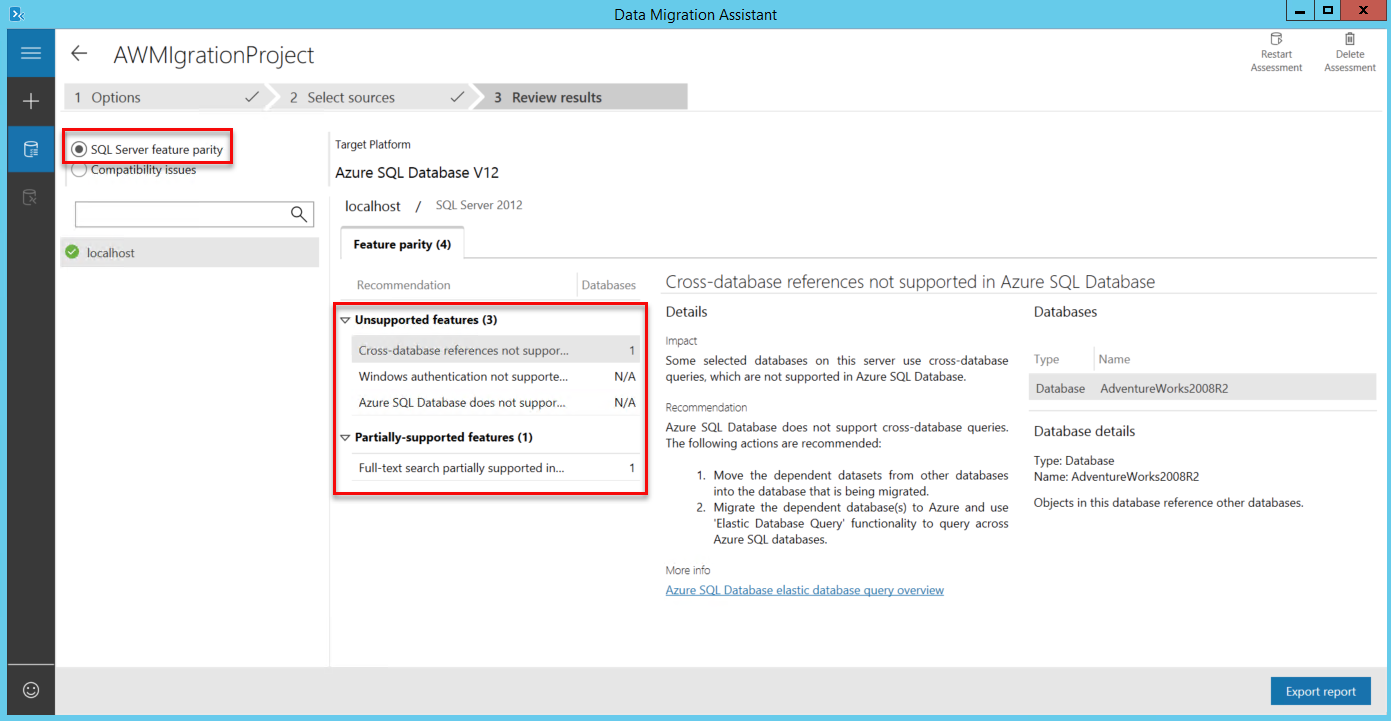 Data Migration Assistant
AWMIgrationProject
Restart
Assessment
Delete
Assessment
1 Options
2 Select sources
3 Review results
SQL Server feature parity
Compatibility issues
localhost
Target Platform
Azure SQL Database V12
localhost / SQL Server 2012
Feature parity (4)
Recommendation Databases
Unsupported features (3)
Cross-database references not suppor... 1
Windows authentication not supporte... N/A
Azure SQL Database does not suppor... N/A
Partially-supported features (1)
Full-text search partially supported in... 1
Cross-database references not supported in Azure SQL Database
Details
Impact
Some selected databases on this server use cross-database
queries, which are not supported in Azure SQL Database.
Recommendation
Azure SQL Database does not support cross-database queries.
The following actions are recommended:
1. Move the dependent datasets from other databases
into the database that is being migrated.
2. Migrate the dependent database(s) to Azure and use
'Elastic Database Query' functionality to query across
Azure SQL databases.
More info
Azure SQL Database elastic database query overview
Databases
Type Name
Database AdventureWorks2008R2
Database details
Type: Database
Name: AdventureWorks2008R2
Objects in this database reference other databases.
Export report